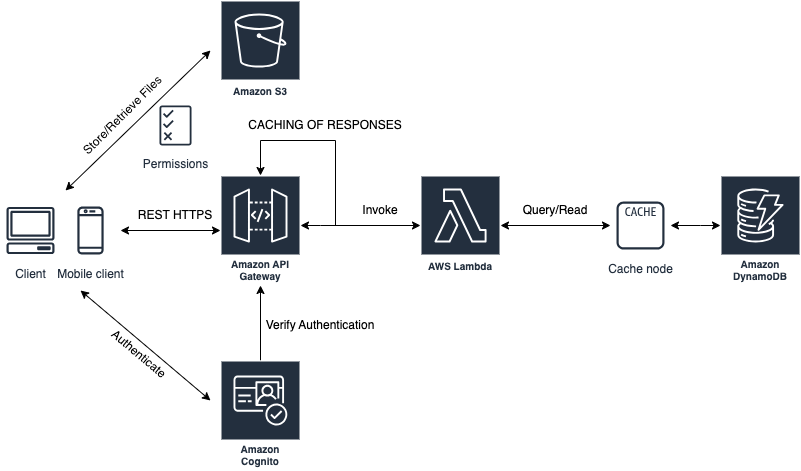 Amazon S3
Store/Retrieve Files
Permissions
CACHING OF RESPONSES
REST HTTPS
Invoke
Query/Read
CACHE
Client
Mobile client
Amazon API
Gateway
AWS Lambda
Cache node
Amazon
DynamoDB
Verify Authentication
Authenticate
Amazon
Cognito